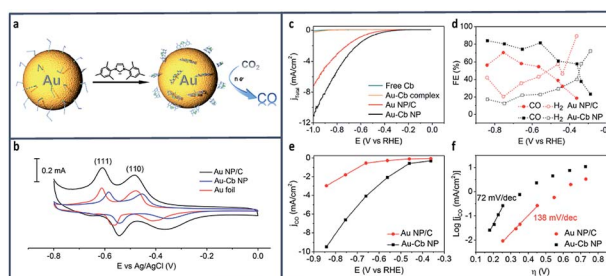 a
Au
Au
CO2
n e-
CO
b
0.2 mA
(111)
(110)
Au NP/C
Au-Cb NP
Au foil
-0.8 -0.6 -0.4 -0.2 0.0
E vs Ag/AgCl (V)
c
jtotal (mA/cm2)
0
-2
-4
-6
-8
-10
-12
Free Cb
Au-Cb complex
Au NP/C
Au-Cb NP
-1.0 -0.8 -0.6 -0.4 -0.2 0.0
E (V vs RHE)
d
FE (%)
100
80
60
40
20
0
CO H2 Au NP/C
CO H2 Au-Cb NP
-0.8 -0.6 -0.4
E (V vs RHE)
e
jCO (mA/cm2)
0
-2
-4
-6
-8
-10
Au NP/C
Au-Cb NP
-0.9 -0.8 -0.7 -0.6 -0.5 -0.4
E (V vs RHE)
f
Log jCO (mA/cm2)]
1
0
-1
-2
72 mV/dec
138 mV/dec
Au NP/C
Au-Cb NP
0.1 0.2 0.3 0.4 0.5 0.6 0.7 0.8
η (V)